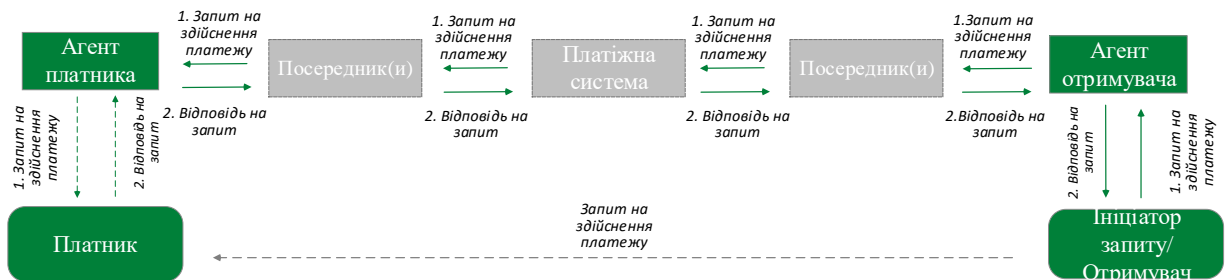 1. Запит на
здійснення
платежу
1. Запит на
здійснення
платежу
1. Запит на
здійснення
платежу
1.Запит на
здійснення
платежу
Агент
платника
Посередник(и)
Платіжна
система
Посередник(и)
Агент
отримувача
2. Відповідь на
запит
2. Відповідь на
запит
2. Відповідь на
запит
2. Відповідь на
запит
1. Запит на
здійснення
платежу
2. Відповідь на
запит
2. Відповідь на
запит
1. Запит на
здійснення
платежу
Платник
Запит на
здійснення
платежу
Ініціатор
запиту/
Отримувач